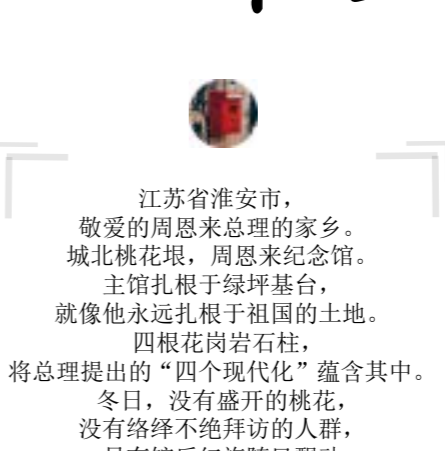 江苏省淮安市，
敬爱的周恩来总理的家乡。
城北桃花垠，周恩来纪念馆。
主馆扎根于绿坪基台，
就像他永远扎根于祖国的土地。
四根花岗岩石柱，
将总理提出的“四个现代化”蕴含其中。
冬日，没有盛开的桃花，
没有络绎不绝拜访的人群，